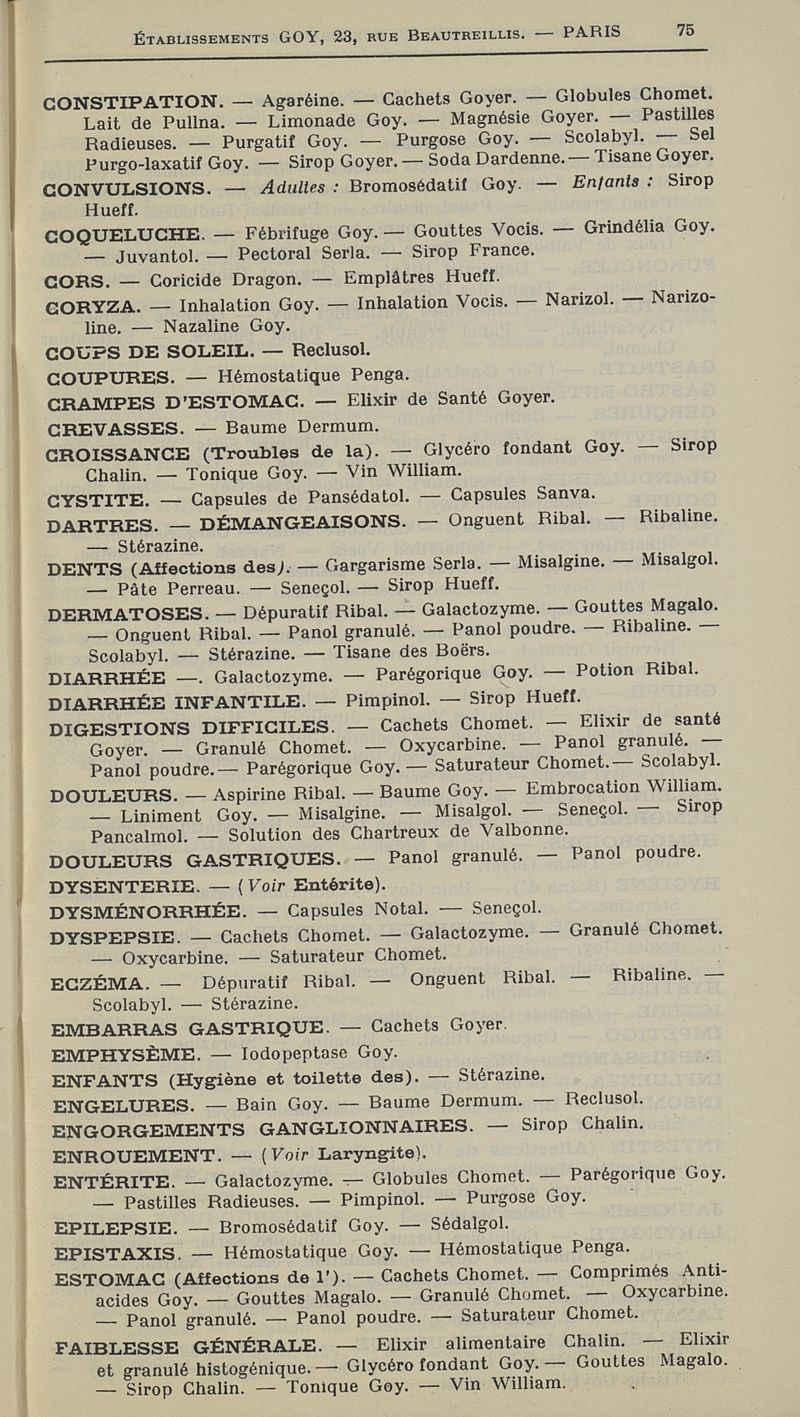 ÉTABLISSEMENTS GOY, 23, RUE BEAUTREILLIS. — PARIS 75
CONSTIPATION. — Agaréine. — Cachets Goyer. — Globules Chomet.
Lait de Pullna. — Limonade Goy. — Magnésie Goyer. — Pastilles
Radieuses. — Purgatif Goy. — Purgose Goy. — Scolabyl. — Sel
Purgo-laxatif Goy. — Sirop Goyer. — Soda Dardenne. — Tisane Goyer.
CONVULSIONS. — Adultes : Bromosédatif Goy. — Enfants : Sirop
Hueff.
COQUELUCHE. — Fébrifuge Goy. — Gouttes Vocis. — Grindélia Goy.
— Juvantol. — Pectoral Serla. — Sirop France.
CORS. — Coricide Dragon. — Emplâtres Hueff.
CORYZA. — Inhalation Goy. — Inhalation Vocis. — Narizol. — Narizo-
line. — Nazaline Goy.
COUPS DE SOLEIL. — Reclusol.
COUPURES. — Hémostatique Penga.
CRAMPES D'ESTOMAC. — Elixir de Santé Goyer.
CREVASSES. — Baume Dermum.
CROISSANCE (Troubles de la). — Glycéro fondant Goy. — Sirop
Chalin. — Tonique Goy. — Vin William.
CYSTITE. — Capsules de Pansédatol. — Capsules Sanva.
DARTRES. — DÉMANGEAISONS. — Onguent Ribal. — Ribaline.
— Stérazine.
DENTS (Affections des). — Gargarisme Serla. — Misalgine. — Misalgol.
— Pâte Perreau. — Seneçol. — Sirop Hueff.
DERMATOSES. — Dépuratif Ribal. — Galactozyme. — Gouttes Magalo.
— Onguent Ribal. — Panol granulé. — Panol poudre. — Ribaline. —
Scolabyl. — Stérazine. — Tisane des Boërs.
DIARRHÉE —. Galactozyme. — Parégorique Goy. — Potion Ribal.
DIARRHÉE INFANTILE. — Pimpinol. — Sirop Hueff.
DIGESTIONS DIFFICILES. — Cachets Chomet. — Elixir de santé
Goyer. — Granulé Chomet. — Oxycarbine. — Panol granulé. —
Panol poudre. — Parégorique Goy. — Saturateur Chomet. — Scolabyl.
DOULEURS. — Aspirine Ribal. — Baume Goy. — Embrocation William.
— Liniment Goy. — Misalgine. — Misalgol. — Seneçol. — Sirop
Pancalmol. — Solution des Chartreux de Valbonne.
DOULEURS GASTRIQUES. — Panol granulé. — Panol poudre.
DYSENTERIE. — (Voir Entérite).
DYSMÉNORRHÉE. — Capsules Notal. — Seneçol.
DYSPEPSIE. — Cachets Chomet. — Galactozyme. — Granulé Chomet.
— Oxycarbine. — Saturateur Chomet.
ECZÉMA. — Dépuratif Ribal. — Onguent Ribal. — Ribaline. —
Scolabyl. — Stérazine.
EMBARRAS GASTRIQUE. — Cachets Goyer.
EMPHYSÈME. — Iodopeptase Goy.
ENFANTS (Hygiène et toilette des). — Stérazine.
ENGELURES. — Bain Goy. — Baume Dermum. — Reclusol.
ENGORGEMENTS GANGLIONNAIRES. — Sirop Chalin.
ENROUEMENT. — (Voir Laryngite).
ENTÉRITE. — Galactozyme. — Globules Chomet. — Parégorique Goy.
— Pastilles Radieuses. — Pimpinol. — Purgose Goy.
EPILEPSIE. — Bromosédatif Goy. — Sédalgol.
EPISTAXIS. — Hémostatique Goy. — Hémostatique Penga.
ESTOMAC (Affections de l'). — Cachets Chomet. — Comprimés Anti-
acides Goy. — Gouttes Magalo. — Granulé Chomet. — Oxycarbine.
— Panol granulé. — Panol poudre. — Saturateur Chomet.
FAIBLESSE GÉNÉRALE. — Elixir alimentaire Chalin. — Elixir
et granulé histogénique. — Glycéro fondant Goy. — Gouttes Magalo.
— Sirop Chalin. — Tonique Goy. — Vin William.